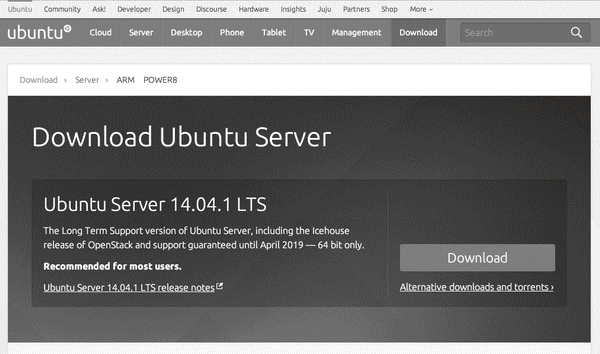 Ubuntu Community Ask! Developer Design Discourse Hardware Insights Juju Partners Shop More
ubuntu Cloud Server Desktop Phone Tablet TV Management Download Search
Download › Server › ARM POWER8
Download Ubuntu Server
Ubuntu Server 14.04.1 LTS
The Long Term Support version of Ubuntu Server, including the Icehouse
release of OpenStack and support guaranteed until April 2019 — 64 bit only.
Recommended for most users.
Ubuntu Server 14.04.1 LTS release notes
Download
Alternative downloads and torrents ›